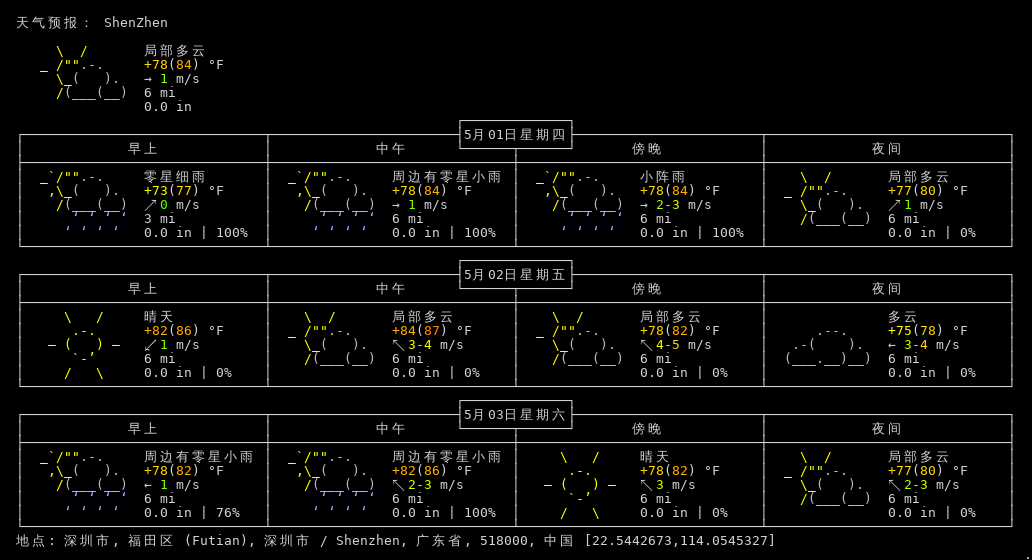 天气预报： ShenZhen
局部多云
+78(84) °F
→ 1 m/s
6 mi
0.0 in
5月01日星期四
早上 中午 傍晚 夜间
零星细雨 周边有零星小雨 小阵雨 局部多云
+73(77) °F +78(84) °F +78(84) °F +77(80) °F
↗ 0 m/s → 1 m/s → 2-3 m/s ↗ 1 m/s
3 mi 6 mi 6 mi 6 mi
0.0 in | 100% 0.0 in | 100% 0.0 in | 100% 0.0 in | 0%
5月02日星期五
早上 中午 傍晚 夜间
晴天 局部多云 局部多云 多云
+82(86) °F +84(87) °F +78(82) °F +75(78) °F
↙ 1 m/s ↖ 3-4 m/s ↖ 4-5 m/s ← 3-4 m/s
6 mi 6 mi 6 mi 6 mi
0.0 in | 0% 0.0 in | 0% 0.0 in | 0% 0.0 in | 0%
5月03日星期六
早上 中午 傍晚 夜间
周边有零星小雨 周边有零星小雨 晴天 局部多云
+78(82) °F +82(86) °F +78(82) °F +77(80) °F
← 1 m/s ↖ 2-3 m/s ↖ 3 m/s ↖ 2-3 m/s
6 mi 6 mi 6 mi 6 mi
0.0 in | 76% 0.0 in | 100% 0.0 in | 0% 0.0 in | 0%
地点: 深圳市, 福田区 (Futian), 深圳市 / Shenzhen, 广东省, 518000, 中国 [22.5442673,114.0545327]